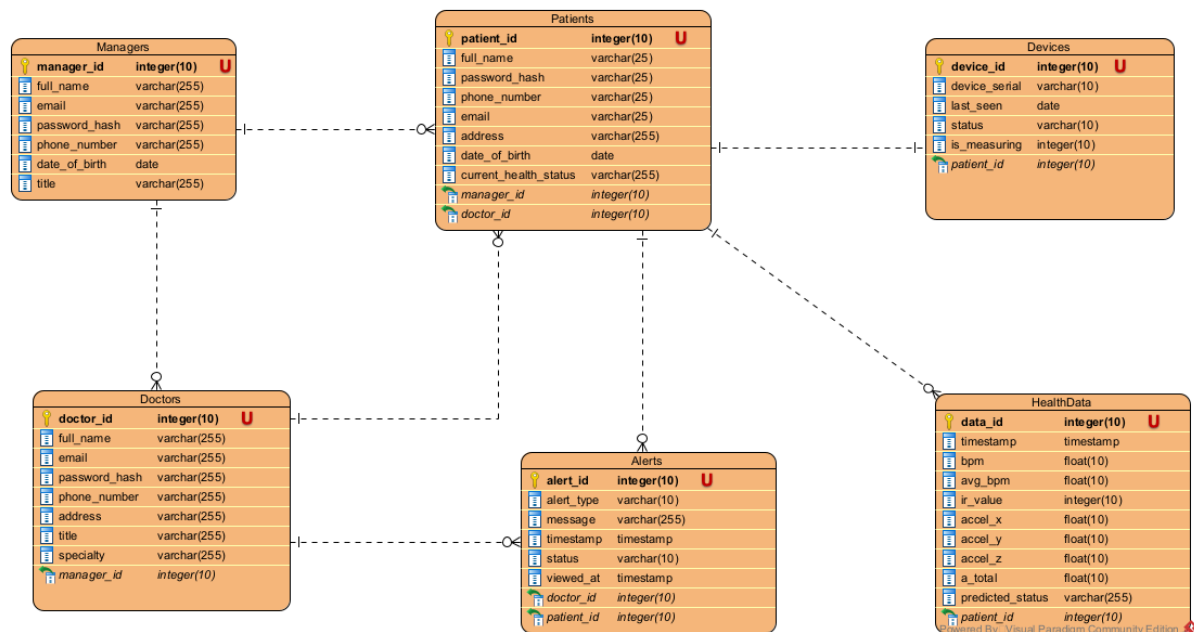 Managers
manager_id integer(10) U
full_name varchar(255)
email varchar(255)
password_hash varchar(255)
phone_number varchar(255)
date_of_birth date
title varchar(255)
Patients
patient_id integer(10) U
full_name varchar(25)
password_hash varchar(25)
phone_number varchar(25)
email varchar(25)
address varchar(255)
date_of_birth date
current_health_status varchar(255)
manager_id integer(10)
doctor_id integer(10)
Devices
device_id integer(10) U
device_serial varchar(10)
last_seen date
status varchar(10)
is_measuring integer(10)
patient_id integer(10)
Doctors
doctor_id integer(10) U
full_name varchar(255)
email varchar(255)
password_hash varchar(255)
phone_number varchar(255)
address varchar(255)
title varchar(255)
specialty varchar(255)
manager_id integer(10)
Alerts
alert_id integer(10) U
alert_type varchar(10)
message varchar(255)
timestamp timestamp
status varchar(10)
viewed_at timestamp
doctor_id integer(10)
patient_id integer(10)
HealthData
data_id integer(10) U
timestamp timestamp
bpm float(10)
avg_bpm float(10)
ir_value integer(10)
accel_x float(10)
accel_y float(10)
accel_z float(10)
a_total float(10)
predicted_status varchar(255)
patient_id integer(10)
Powered By: Visual Paradigm Community Edition